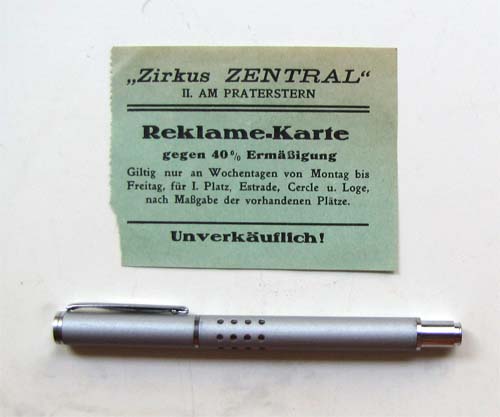 „Zirkus ZENTRAL“
II. AM PRATERSTERN
Reklame-Karte
gegen 40% Ermäßigung
Giltig nur an Wochentagen von Montag bis
Freitag, für I. Platz, Estrade, Cercle u. Loge,
nach Maßgabe der vorhandenen Plätze.
Unverkäuflich!